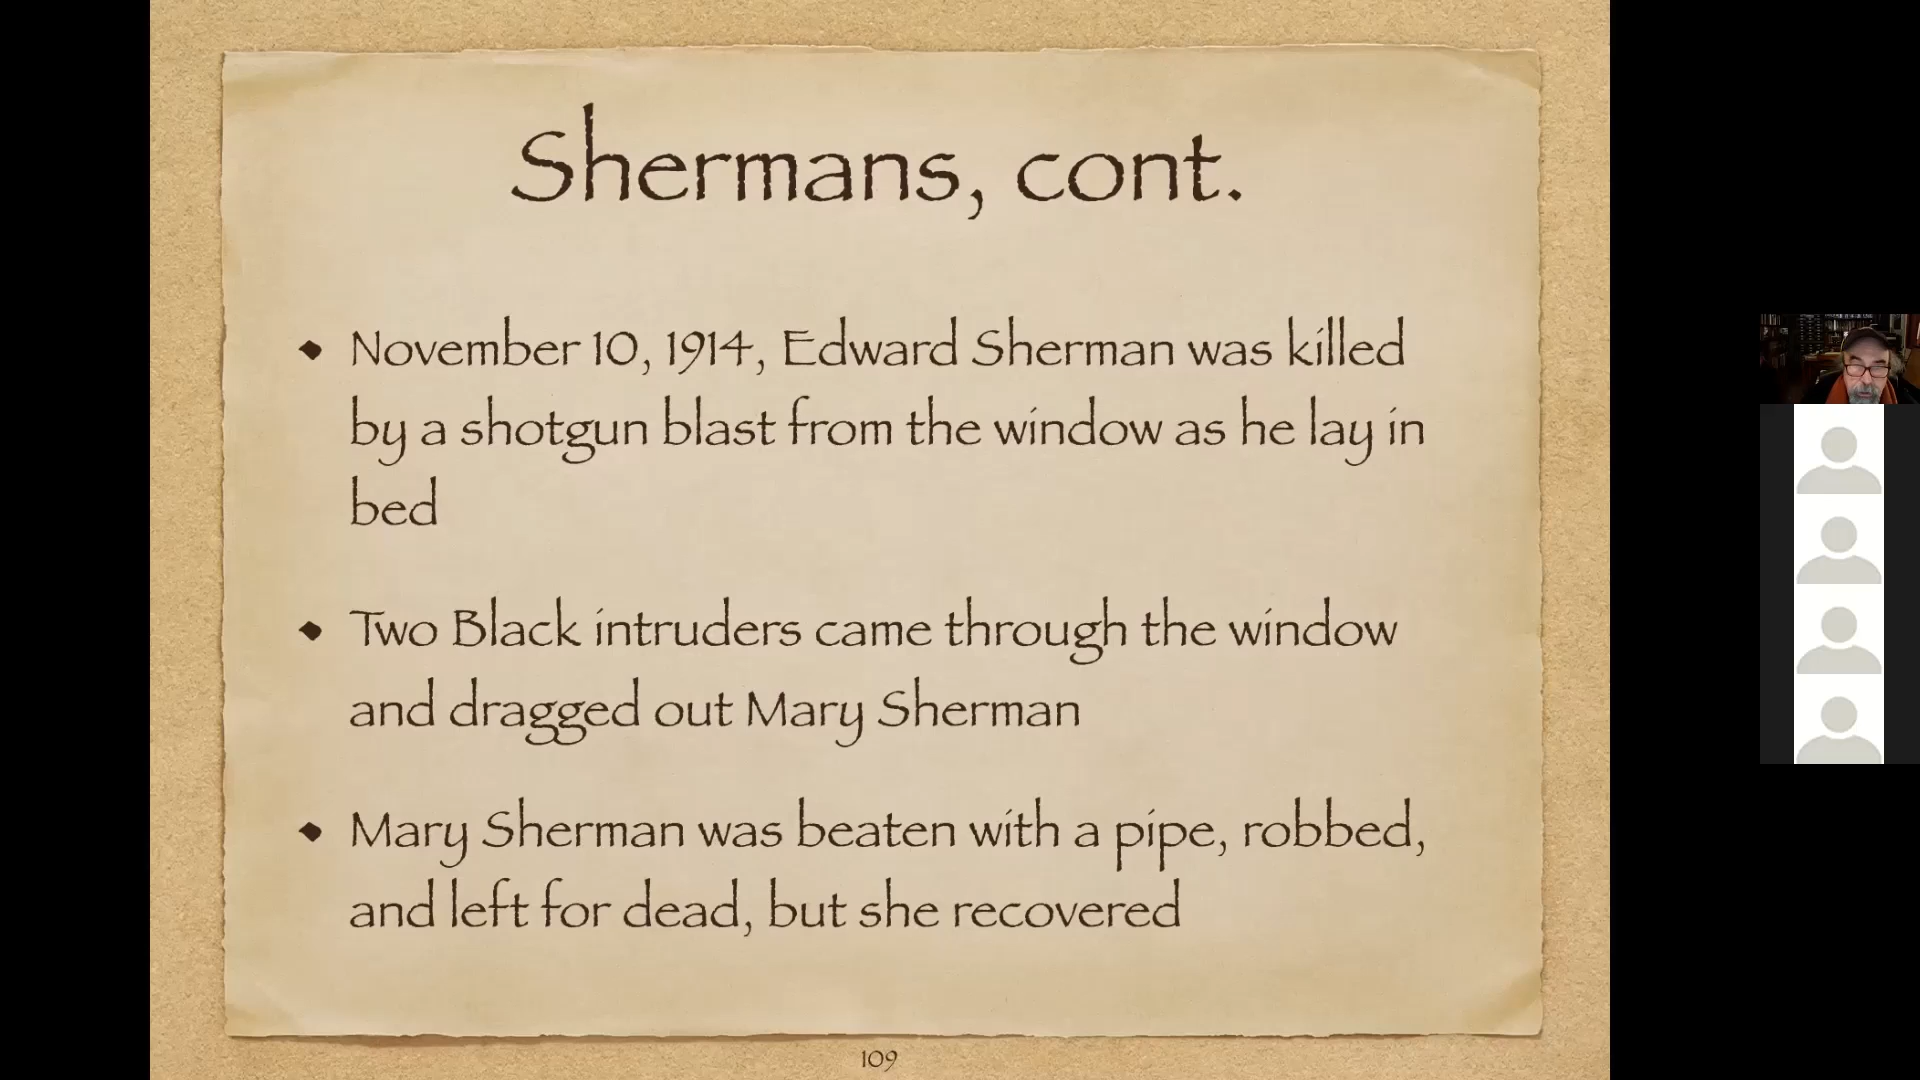 Shermans, cont.
November 10, 1914, Edward Sherman was killed
by a shotgun blast from the window as he lay in
bed
Two Black intruders came through the window
and dragged out Mary Sherman
Mary Sherman was beaten with a pipe, robbed,
and left for dead, but she recovered
109